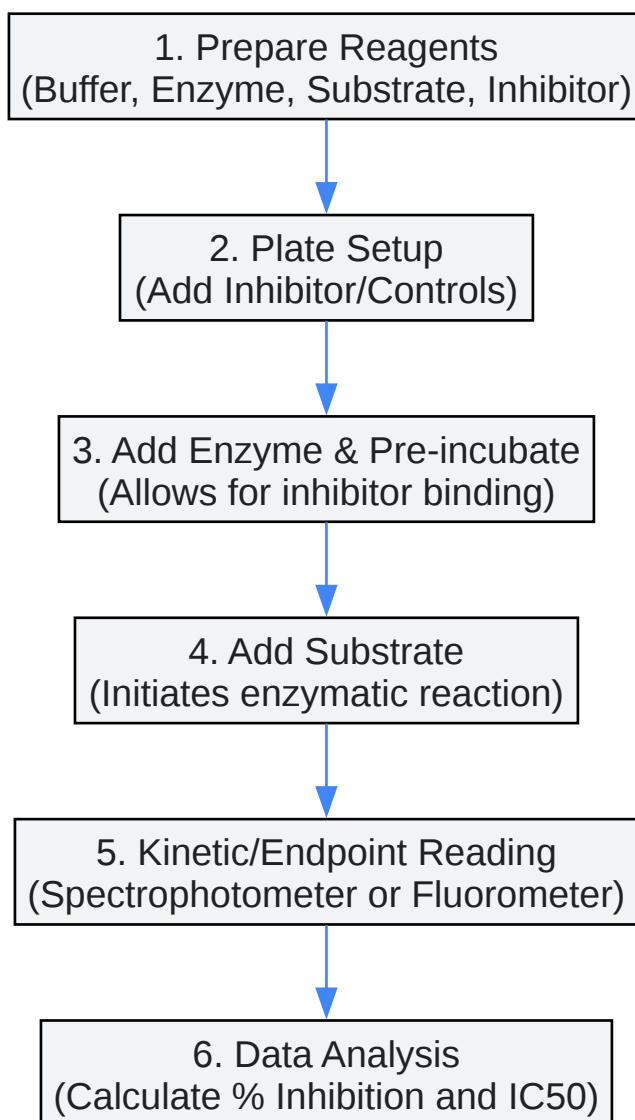 1. Prepare Reagents
(Buffer, Enzyme, Substrate, Inhibitor)
2. Plate Setup
(Add Inhibitor/Controls)
3. Add Enzyme & Pre-incubate
(Allows for inhibitor binding)
4. Add Substrate
(Initiates enzymatic reaction)
5. Kinetic/Endpoint Reading
(Spectrophotometer or Fluorometer)
6. Data Analysis
(Calculate % Inhibition and IC50)